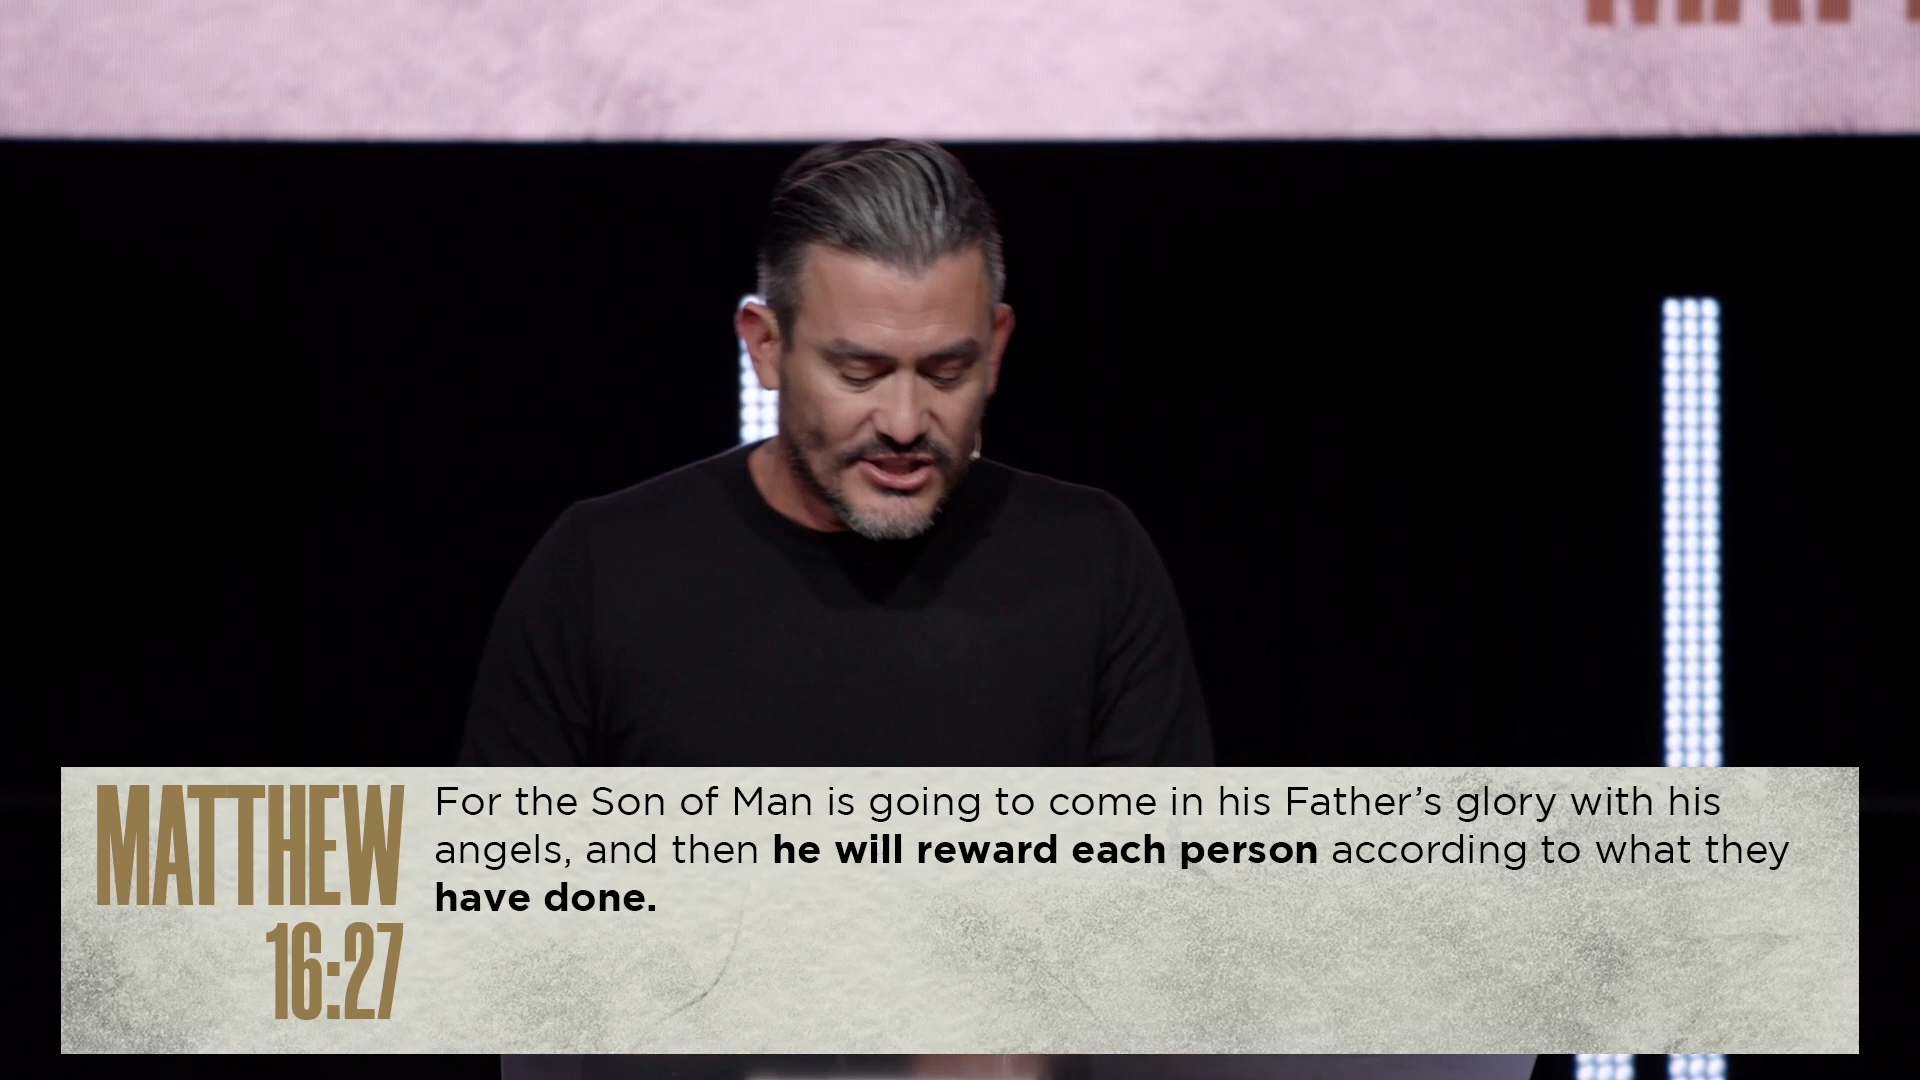 MATTHEW
16:27
For the Son of Man is going to come in his Father’s glory with his
angels, and then he will reward each person according to what they
have done.